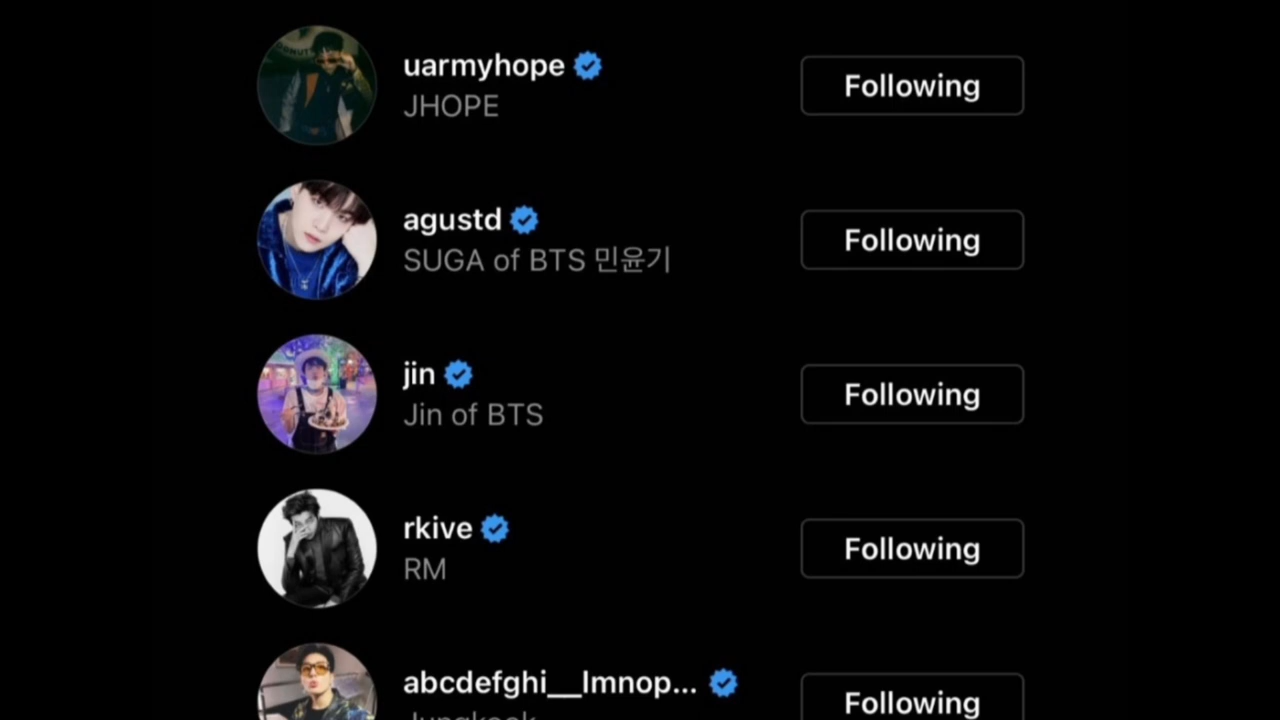 uarmyhope
JHOPE
Following
agustd
SUGA of BTS 민윤기
Following
jin
Jin of BTS
Following
rkive
RM
Following
abcdefghi__lmnop...
Jungkook
Following